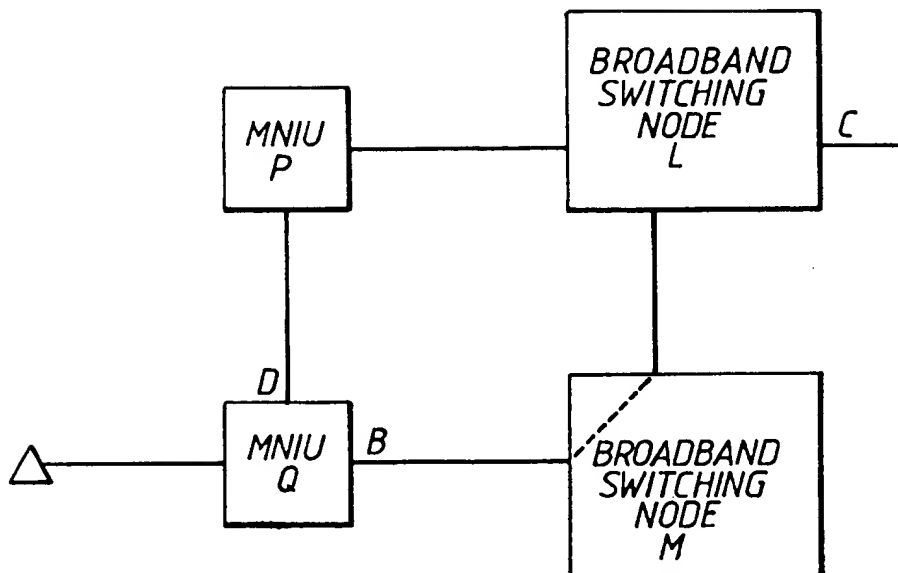 BROADBAND
SWITCHING
NODE
L
C
MNIU
P
D
MNIU
Q
B
BROADBAND
SWITCHING
NODE
M